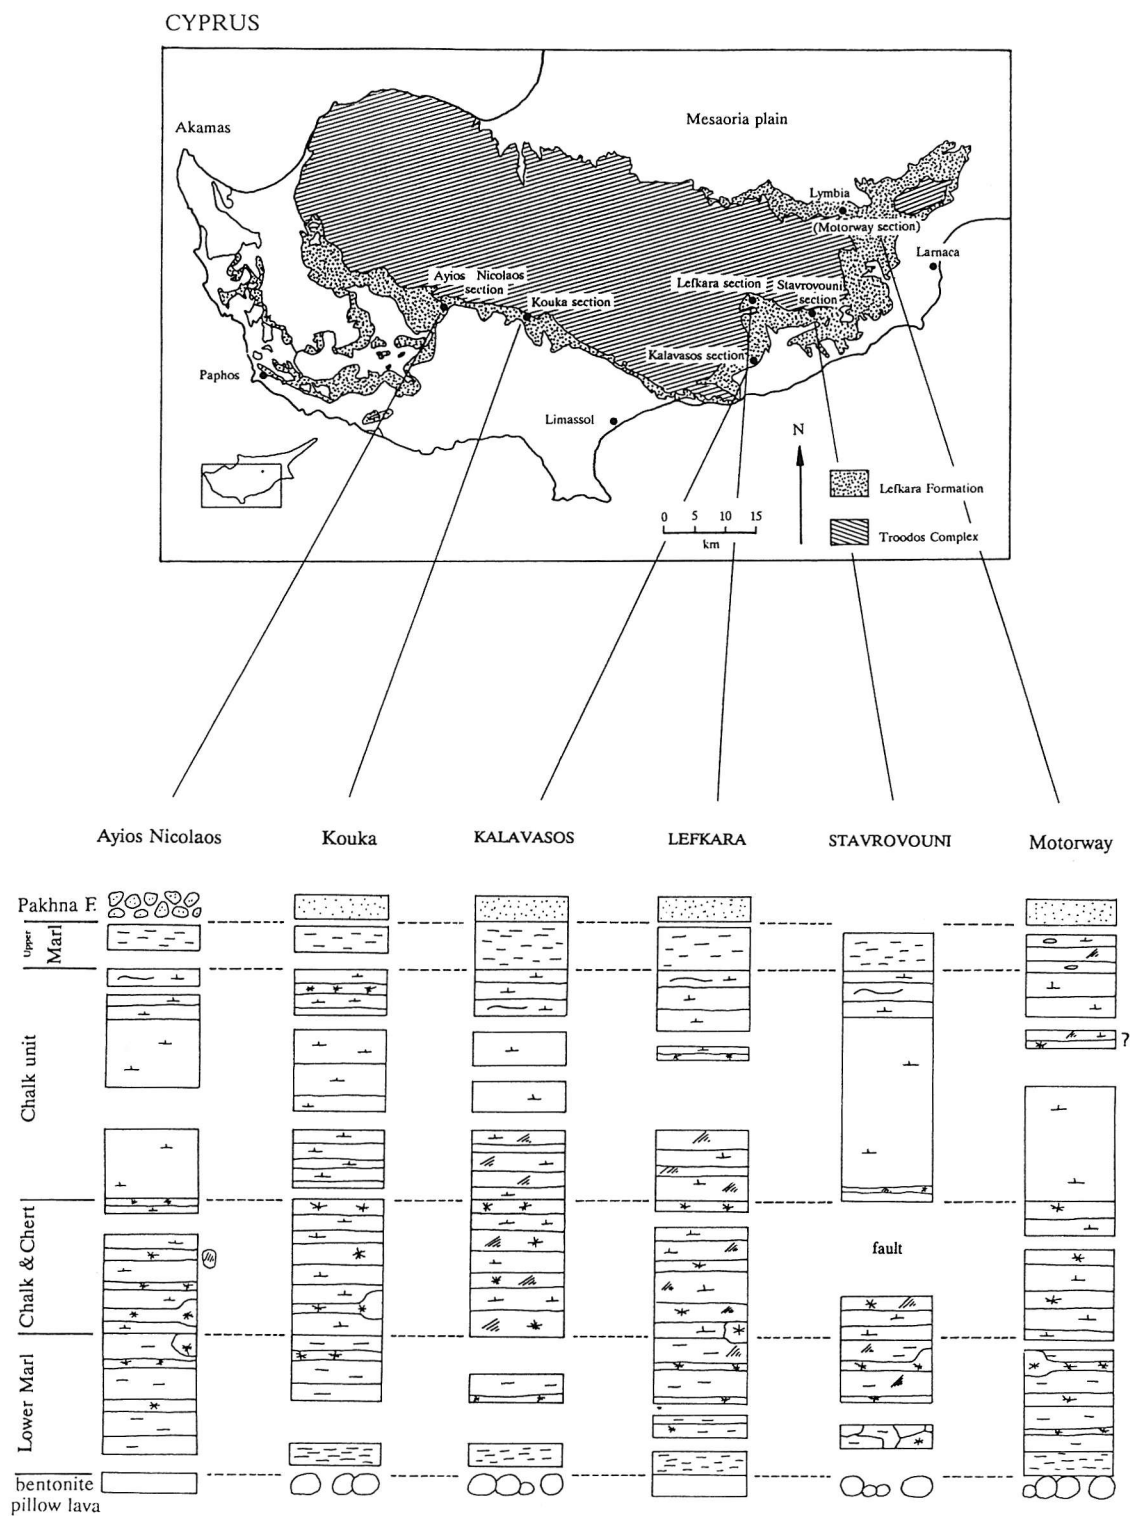 CYPRUS
Akamas
Mesaoria plain
Lymbia
(Motorway section)
Larnaca
Ayios Nicolaos
section
Kouka section
Lefkara section
Stavrovouni
section
Kalavasos section
Paphos
Limassol
N
Lefkara Formation
0 5 10 15
km
Troodos Complex
Ayios Nicolaos
Kouka
KALAVASOS
LEFKARA
STAVROVOUNI
Motorway
Pakhna F.
Upper
Marl
Chalk unit
?
Chalk & Chert
fault
Lower Marl
bentonite
pillow lava